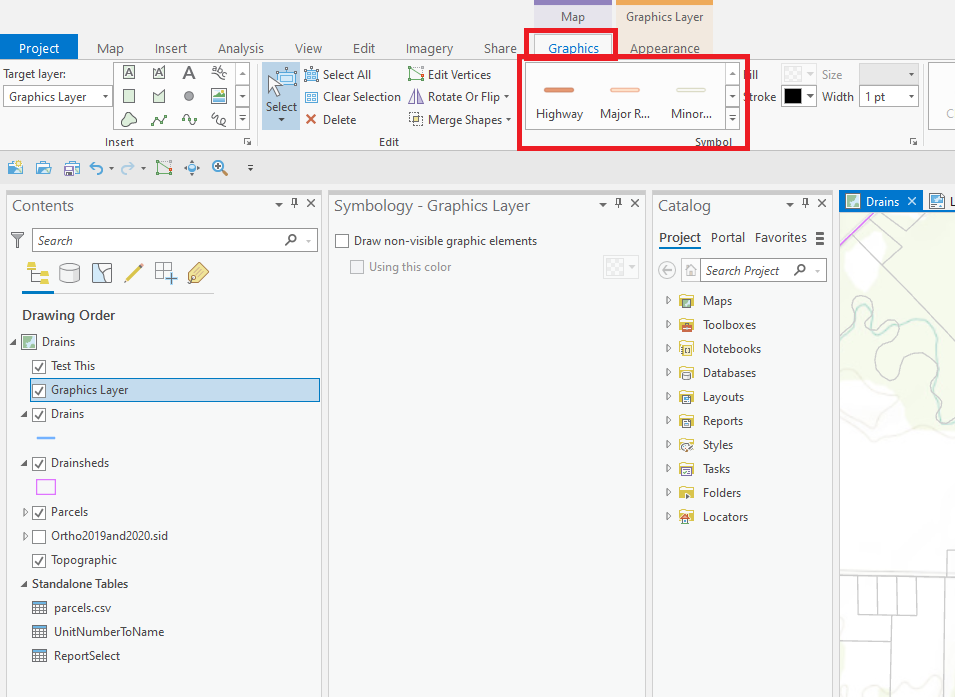 Map
Graphics Layer
Project
Map
Insert
Analysis
View
Edit
Imagery
Share
Graphics
Appearance
Target layer:
Graphics Layer
A
A
A
Insert
Select
Select All
Clear Selection
Delete
Edit Vertices
Rotate Or Flip
Merge Shapes
Edit
Highway
Major R...
Minor...
Symbol
Fill
Stroke
Size
Width
1 pt
C
Contents
Search
Drawing Order
Drains
Test This
Graphics Layer
Drains
Drainsheds
Parcels
Ortho2019and2020.sid
Topographic
Standalone Tables
parcels.csv
UnitNumberToName
ReportSelect
Symbology - Graphics Layer
Draw non-visible graphic elements
Using this color
Catalog
Project
Portal
Favorites
Search Project
Maps
Toolboxes
Notebooks
Databases
Layouts
Reports
Styles
Tasks
Folders
Locators
Drains
L